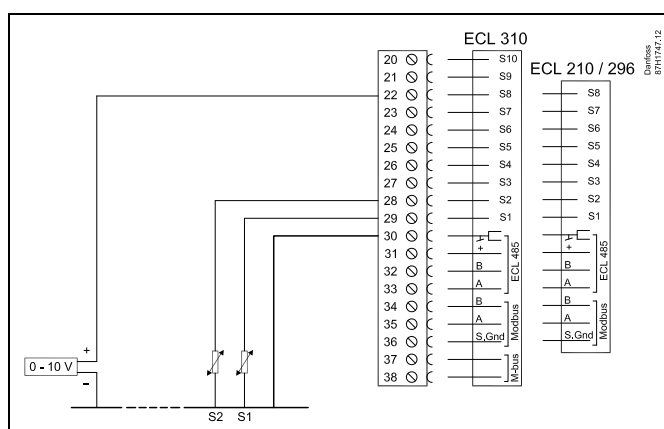 ECL 310
ECL 210 / 296
Danfoss
87H1747.12
20 S10
21 S9
22 S8 S8
23 S7 S7
24 S6 S6
25 S5 S5
26 S4 S4
27 S3 S3
28 S2 S2
29 S1 S1
30
31 + +
32 B B
33 A A
ECL 485 ECL 485
34 B B
35 A A
36 S.Gnd S.Gnd
Modbus Modbus
37
38
M-bus
+
0 - 10 V
–
S2 S1